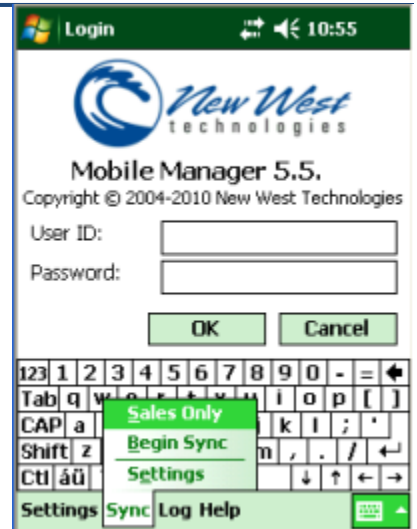 Login 10:55
New West
technologies
Mobile Manager 5.5.
Copyright © 2004-2010 New West Technologies
User ID:
Password:
OK Cancel
123 1 2 3 4 5 6 7 8 9 0 - =
Tab q w e r t y u i o p [ ]
Sales Only
CAP a k l ; '
Begin Sync
Shift z m , . /
Settings
Ctl áü
Settings Sync Log Help